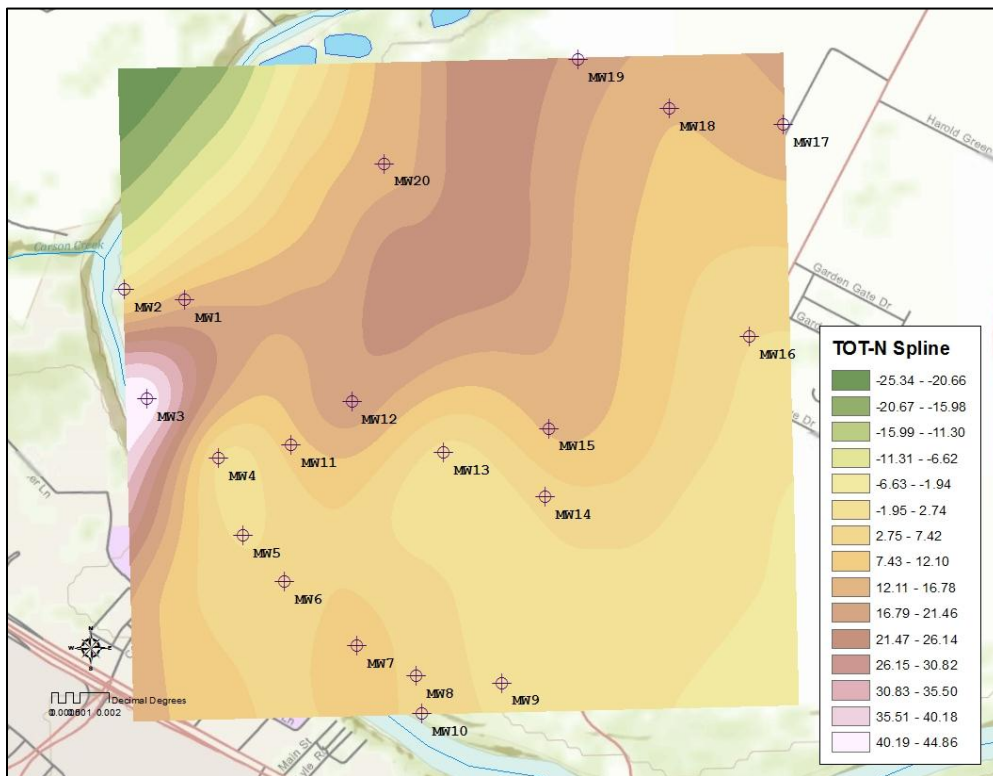 MW19
MW18
MW17
Harold Green
MW20
Carson Creek
Garden Gate Dr
Gard
MW2
MW1
MW16
TOT-N Spline
-25.34 - -20.66
-20.67 - -15.98
-15.99 - -11.30
-11.31 - -6.62
-6.63 - -1.94
-1.95 - 2.74
2.75 - 7.42
7.43 - 12.10
12.11 - 16.78
16.79 - 21.46
21.47 - 26.14
26.15 - 30.82
30.83 - 35.50
35.51 - 40.18
40.19 - 44.86
MW3
MW12
Dr
MW15
MW11
MW13
MW4
er Ln
MW14
MW5
MW6
N
W E
S
MW7
Decimal Degrees
0.002
MW8
MW9
Ln
MW10
Main St